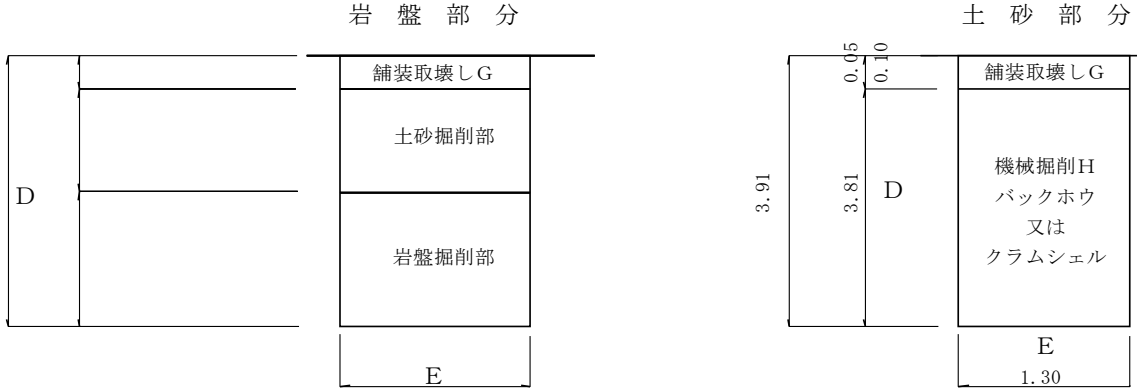 岩盤部分
舗装取壊しG
土砂掘削部
岩盤掘削部
D
E
土砂部分
0.05
0.10
舗装取壊しG
機械掘削H
バックホウ
又は
クラムシェル
3.91
3.81
D
E
1.30